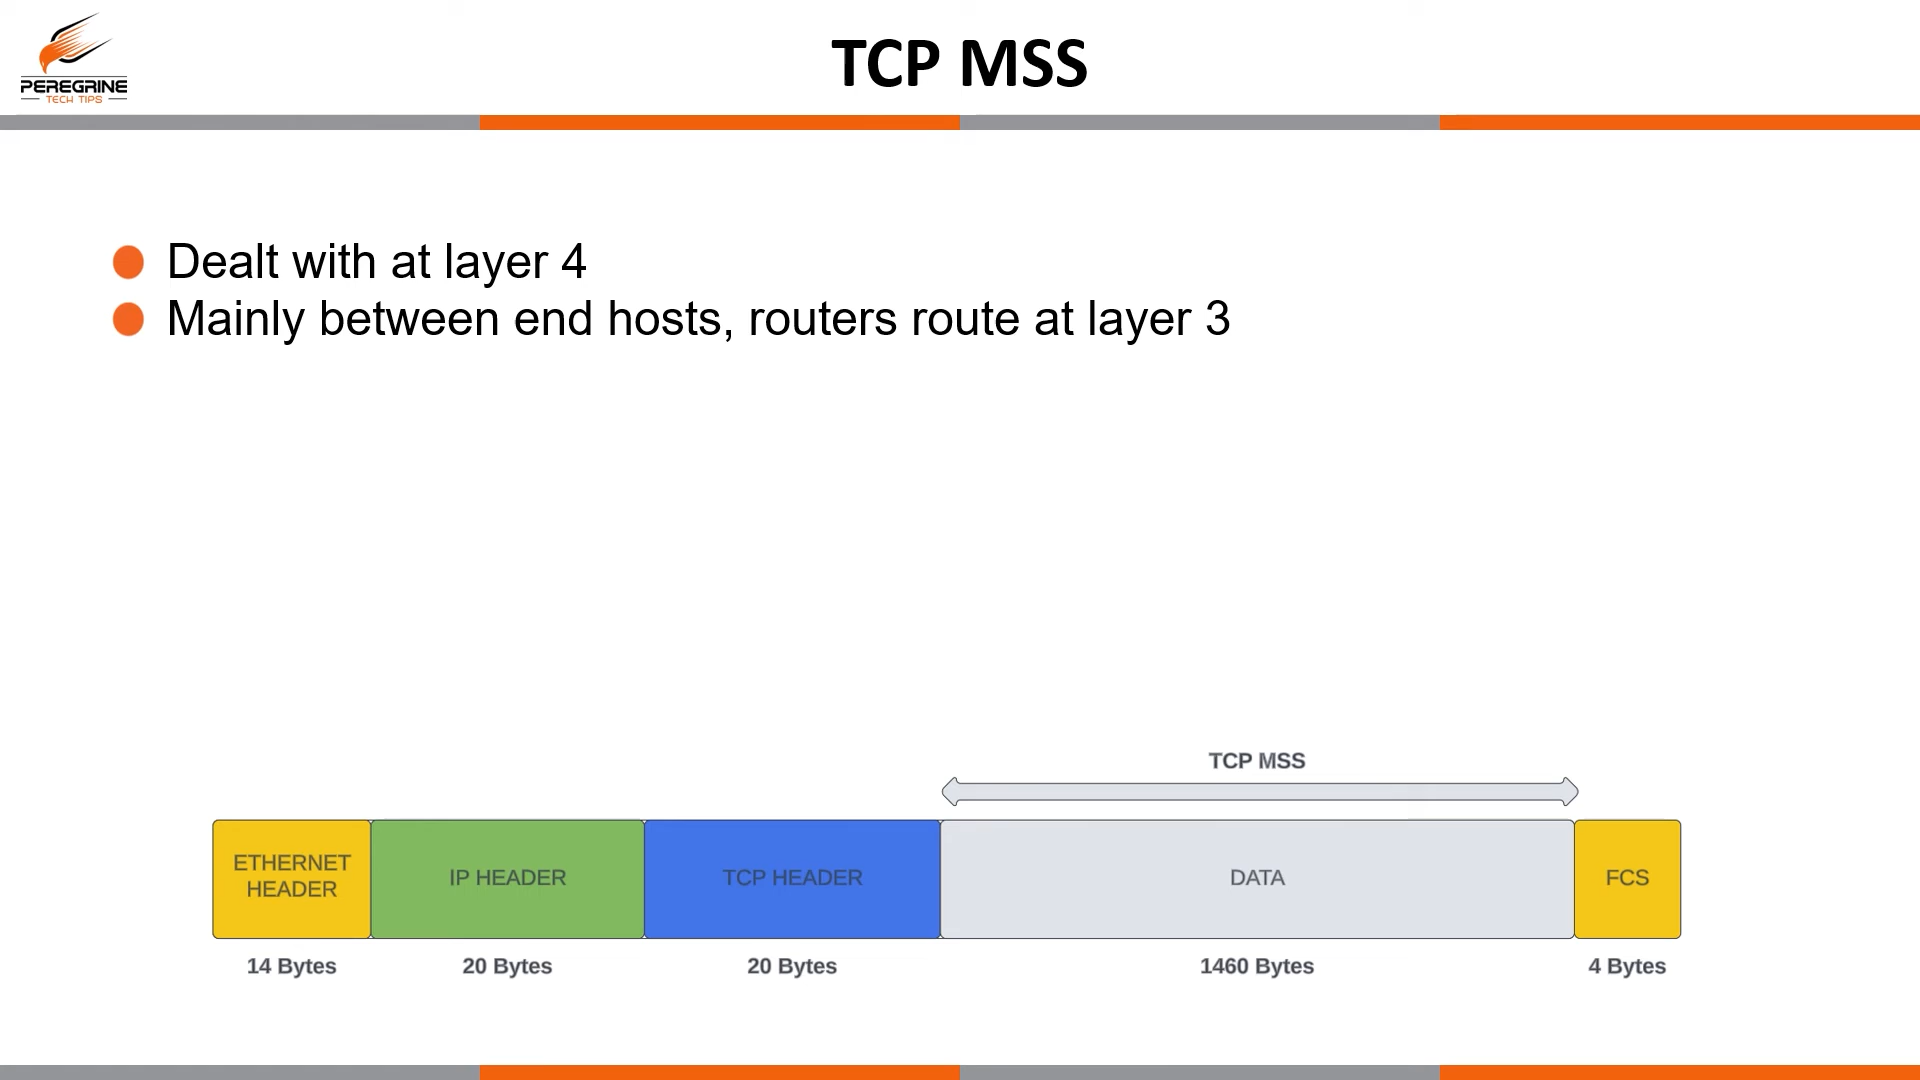 PEREGRINE
TECH TIPS
TCP MSS
Dealt with at layer 4
Mainly between end hosts, routers route at layer 3
TCP MSS
ETHERNET
HEADER
IP HEADER
TCP HEADER
DATA
FCS
14 Bytes
20 Bytes
20 Bytes
1460 Bytes
4 Bytes